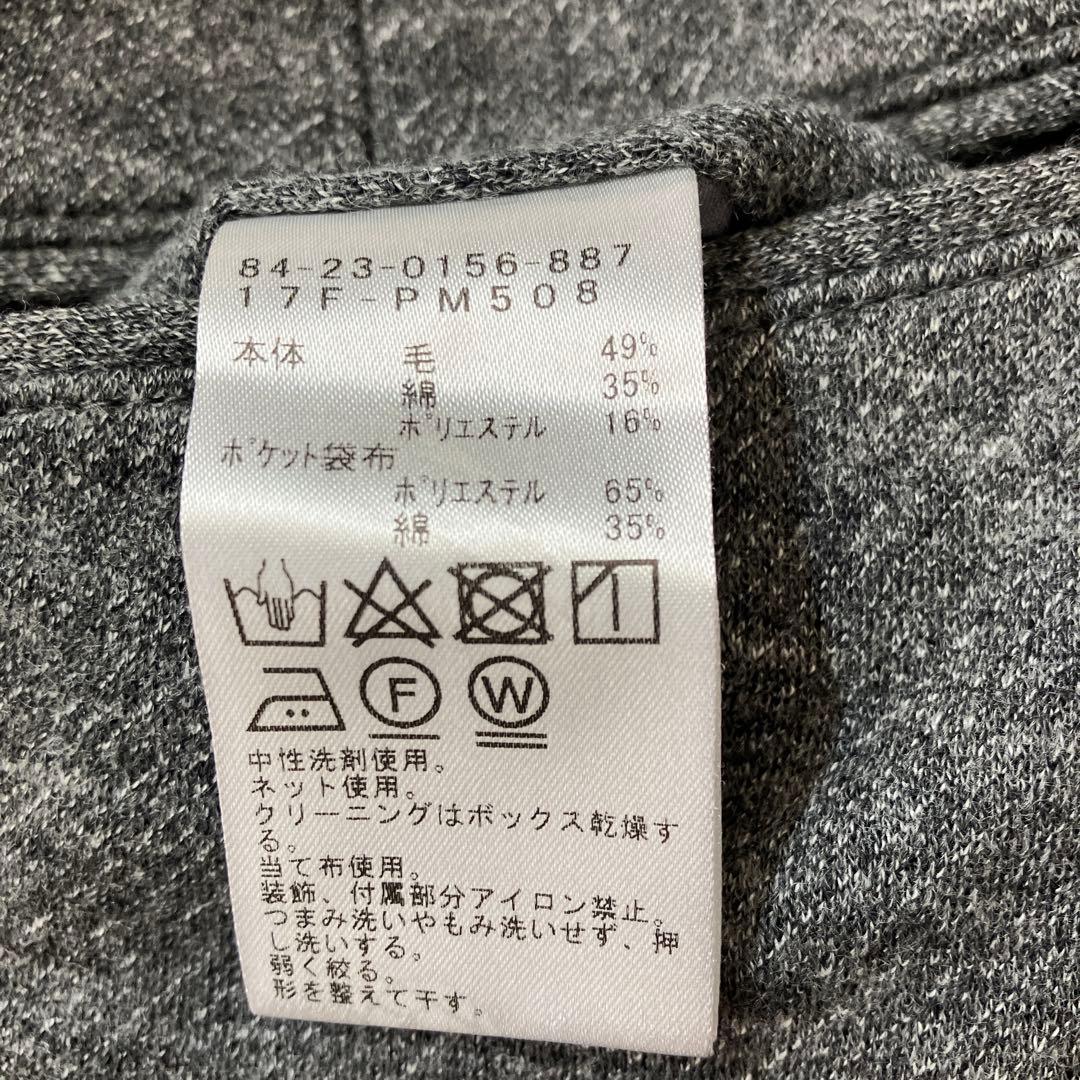 84-23-0156-887
17F-PM508
本体 毛 49%
綿 35%
ポリエステル 16%
ポケット袋布
ポリエステル 65%
綿 35%
F W
中性洗剤使用。
ネット使用。
クリーニングはボックス乾燥す
る。
当て布使用。
装飾、付属部分アイロン禁止。
つまみ洗いやもみ洗いせず、押
し洗いする。
弱く絞る。
形を整えて干す。